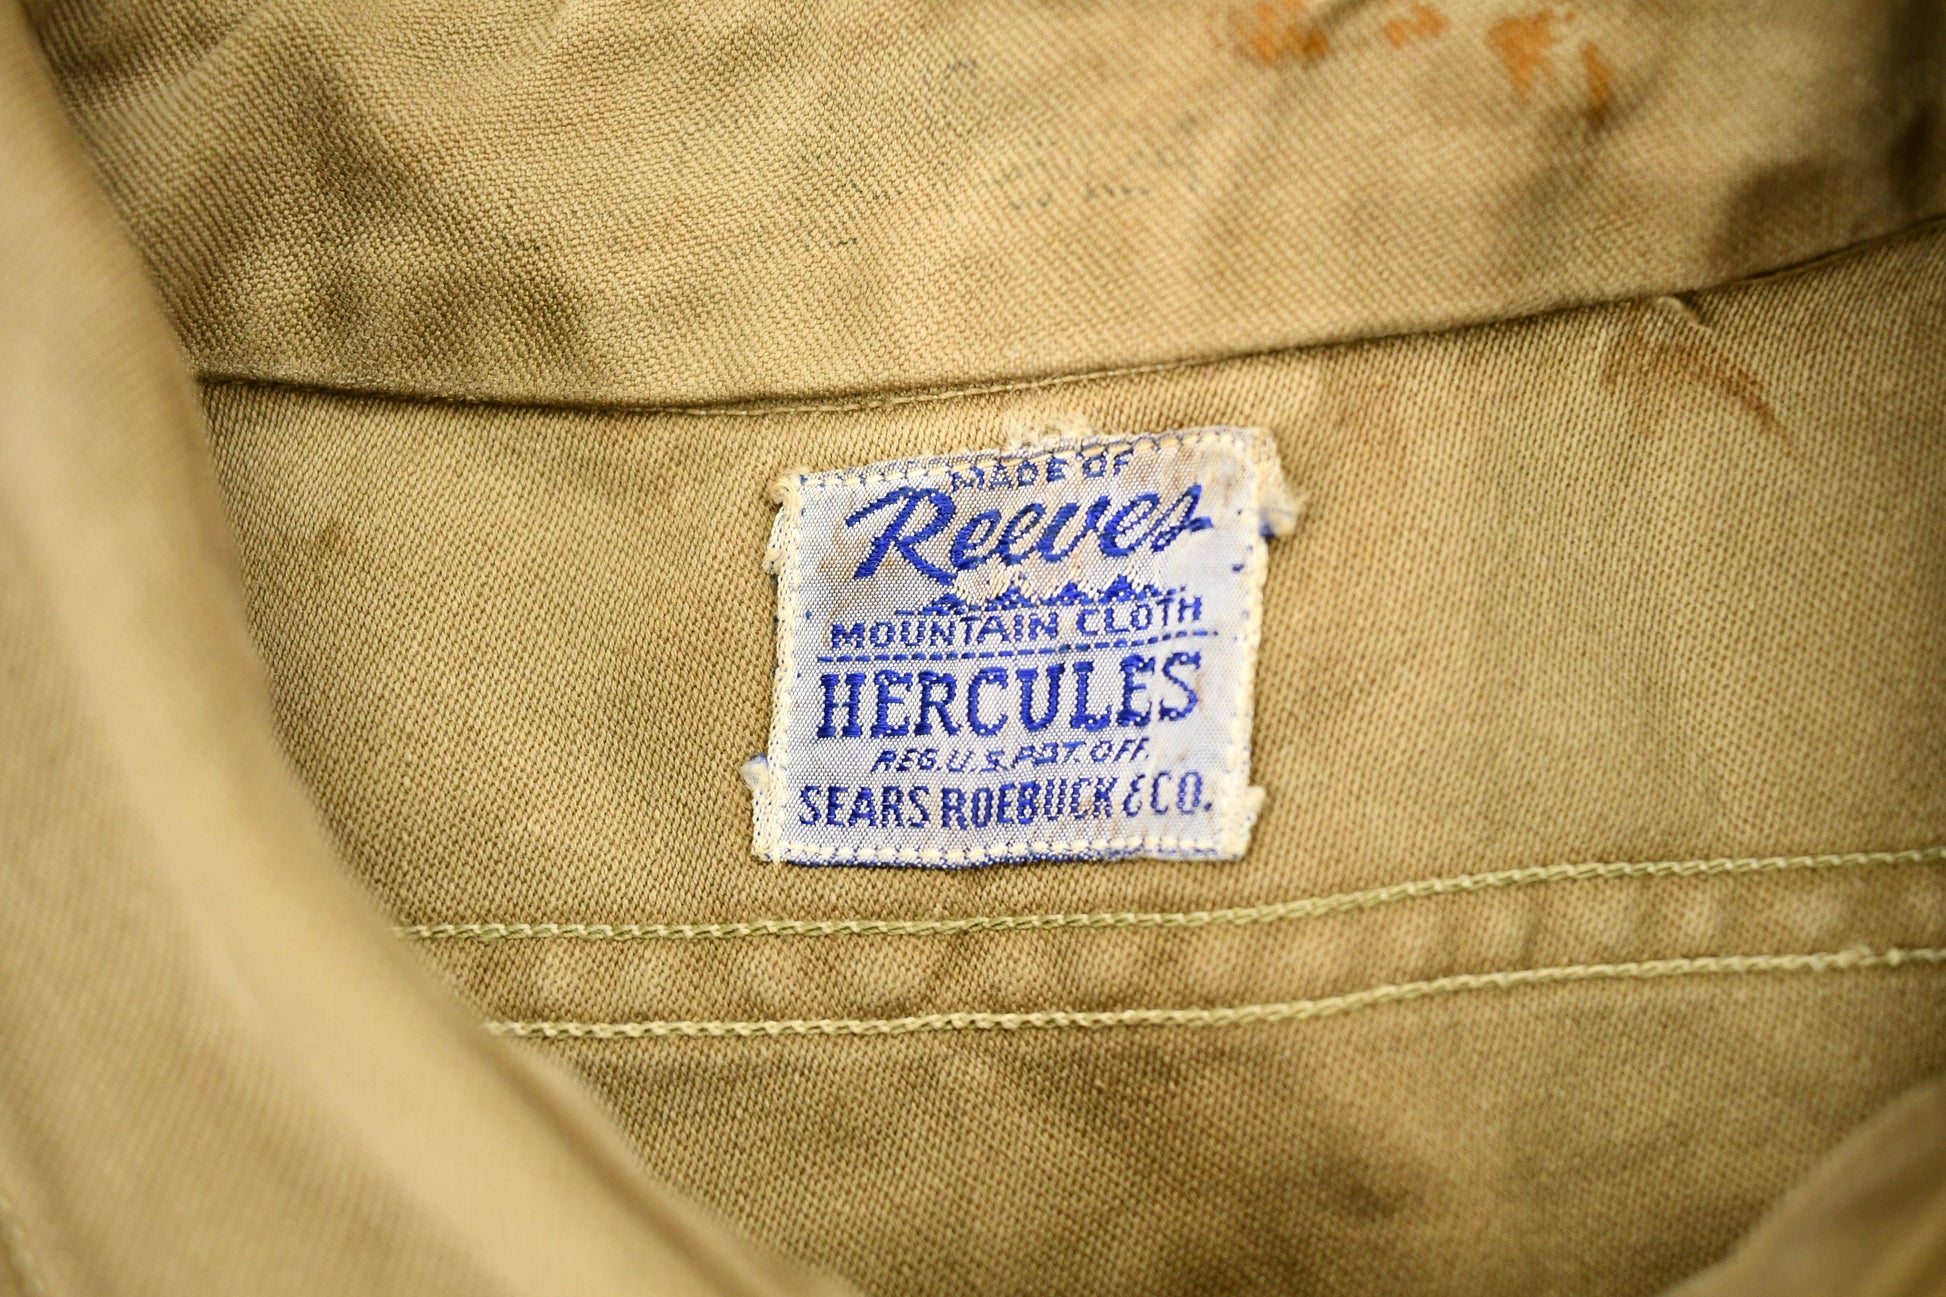 MADE OF
Reeves
MOUNTAIN CLOTH
HERCULES
REG. U.S. PAT. OFF.
SEARS ROEBUCK & CO.